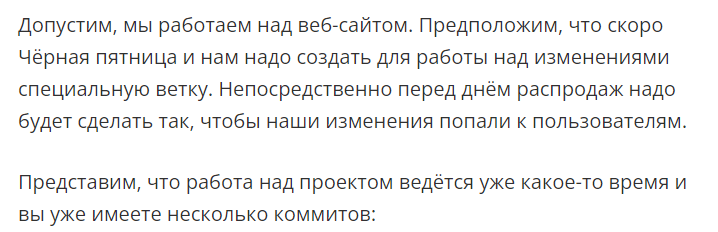 Допустим, мы работаем над веб-сайтом. Предположим, что скоро
Чёрная пятница и нам надо создать для работы над изменениями
специальную ветку. Непосредственно перед днём распродаж надо
будет сделать так, чтобы наши изменения попали к пользователям.
Представим, что работа над проектом ведётся уже какое-то время и
вы уже имеете несколько коммитов: